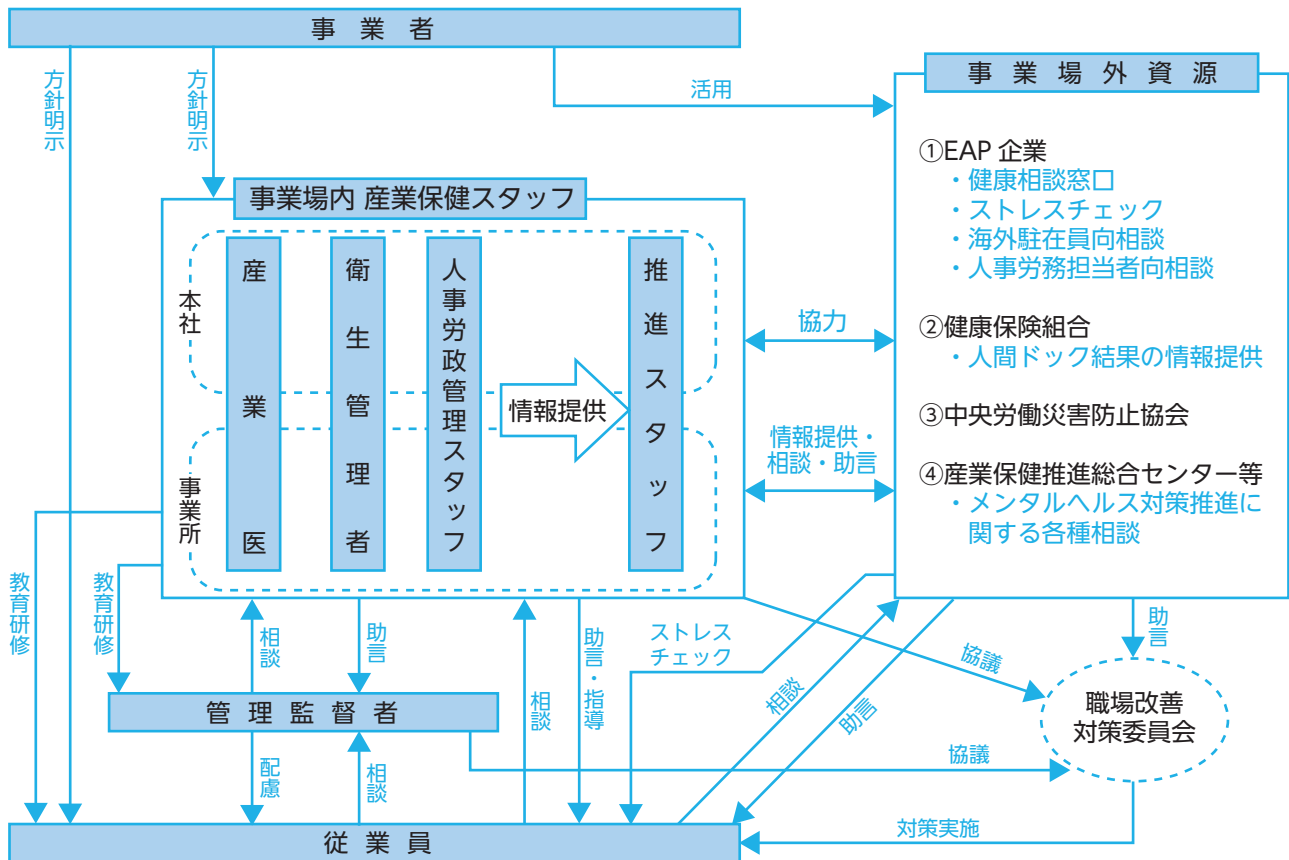 事業者
方針明示
方針明示
活用
事業場外資源
①EAP 企業
・健康相談窓口
・ストレスチェック
・海外駐在員向相談
・人事労務担当者向相談
②健康保険組合
・人間ドック結果の情報提供
③中央労働災害防止協会
④産業保健推進総合センター等
・メンタルヘルス対策推進に
関する各種相談
事業場内 産業保健スタッフ
本社
事業所
産業医
衛生管理者
人事労政管理スタッフ
情報提供
推進スタッフ
協力
情報提供・
相談・助言
教育研修
教育研修
相談
助言
相談
助言・指導
ストレス
チェック
相談
助言
協議
助言
管理監督者
職場改善
対策委員会
配慮
相談
協議
対策実施
従業員